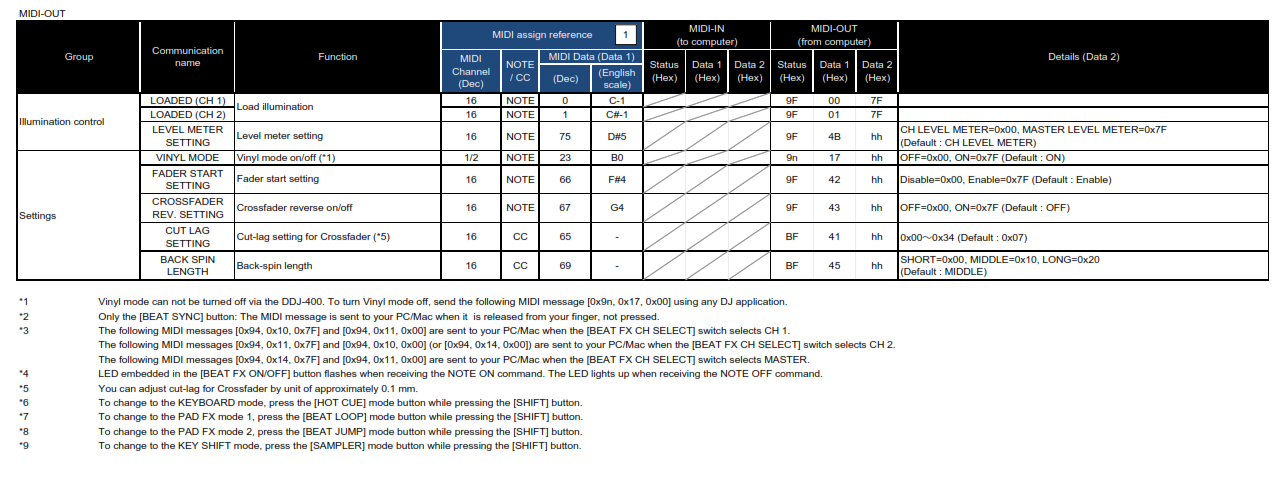 MIDI-OUT
Group Communication name Function MIDI assign reference 1 MIDI-IN (to computer) MIDI-OUT (from computer) Details (Data 2)
MIDI Channel (Dec) NOTE / CC MIDI Data (Data 1) (Dec) (English scale) Status (Hex) Data 1 (Hex) Data 2 (Hex) Status (Hex) Data 1 (Hex) Data 2 (Hex)
Illumination control LOADED (CH 1) Load illumination 16 NOTE 0 C-1 9F 00 7F
LOADED (CH 2) 16 NOTE 1 C#-1 9F 01 7F
LEVEL METER SETTING Level meter setting 16 NOTE 75 D#5 9F 4B hh CH LEVEL METER=0x00, MASTER LEVEL METER=0x7F
(Default : CH LEVEL METER)
Settings VINYL MODE Vinyl mode on/off (*1) 1/2 NOTE 23 B0 9n 17 hh OFF=0x00, ON=0x7F (Default : ON)
FADER START SETTING Fader start setting 16 NOTE 66 F#4 9F 42 hh Disable=0x00, Enable=0x7F (Default : Enable)
CROSSFADER REV. SETTING Crossfader reverse on/off 16 NOTE 67 G4 9F 43 hh OFF=0x00, ON=0x7F (Default : OFF)
CUT LAG SETTING Cut-lag setting for Crossfader (*5) 16 CC 65 - BF 41 hh 0x00～0x34 (Default : 0x07)
BACK SPIN LENGTH Back-spin length 16 CC 69 - BF 45 hh SHORT=0x00, MIDDLE=0x10, LONG=0x20
(Default : MIDDLE)
*1 Vinyl mode can not be turned off via the DDJ-400. To turn Vinyl mode off, send the following MIDI message [0x9n, 0x17, 0x00] using any DJ application.
*2 Only the [BEAT SYNC] button: The MIDI message is sent to your PC/Mac when it is released from your finger, not pressed.
*3 The following MIDI messages [0x94, 0x10, 0x7F] and [0x94, 0x11, 0x00] are sent to your PC/Mac when the [BEAT FX CH SELECT] switch selects CH 1.
The following MIDI messages [0x94, 0x11, 0x7F] and [0x94, 0x10, 0x00] (or [0x94, 0x14, 0x00]) are sent to your PC/Mac when the [BEAT FX CH SELECT] switch selects CH 2.
The following MIDI messages [0x94, 0x14, 0x7F] and [0x94, 0x11, 0x00] are sent to your PC/Mac when the [BEAT FX CH SELECT] switch selects MASTER.
*4 LED embedded in the [BEAT FX ON/OFF] button flashes when receiving the NOTE ON command. The LED lights up when receiving the NOTE OFF command.
*5 You can adjust cut-lag for Crossfader by unit of approximately 0.1 mm.
*6 To change to the KEYBOARD mode, press the [HOT CUE] mode button while pressing the [SHIFT] button.
*7 To change to the PAD FX mode 1, press the [BEAT LOOP] mode button while pressing the [SHIFT] button.
*8 To change to the PAD FX mode 2, press the [BEAT JUMP] mode button while pressing the [SHIFT] button.
*9 To change to the KEY SHIFT mode, press the [SAMPLER] mode button while pressing the [SHIFT] button.